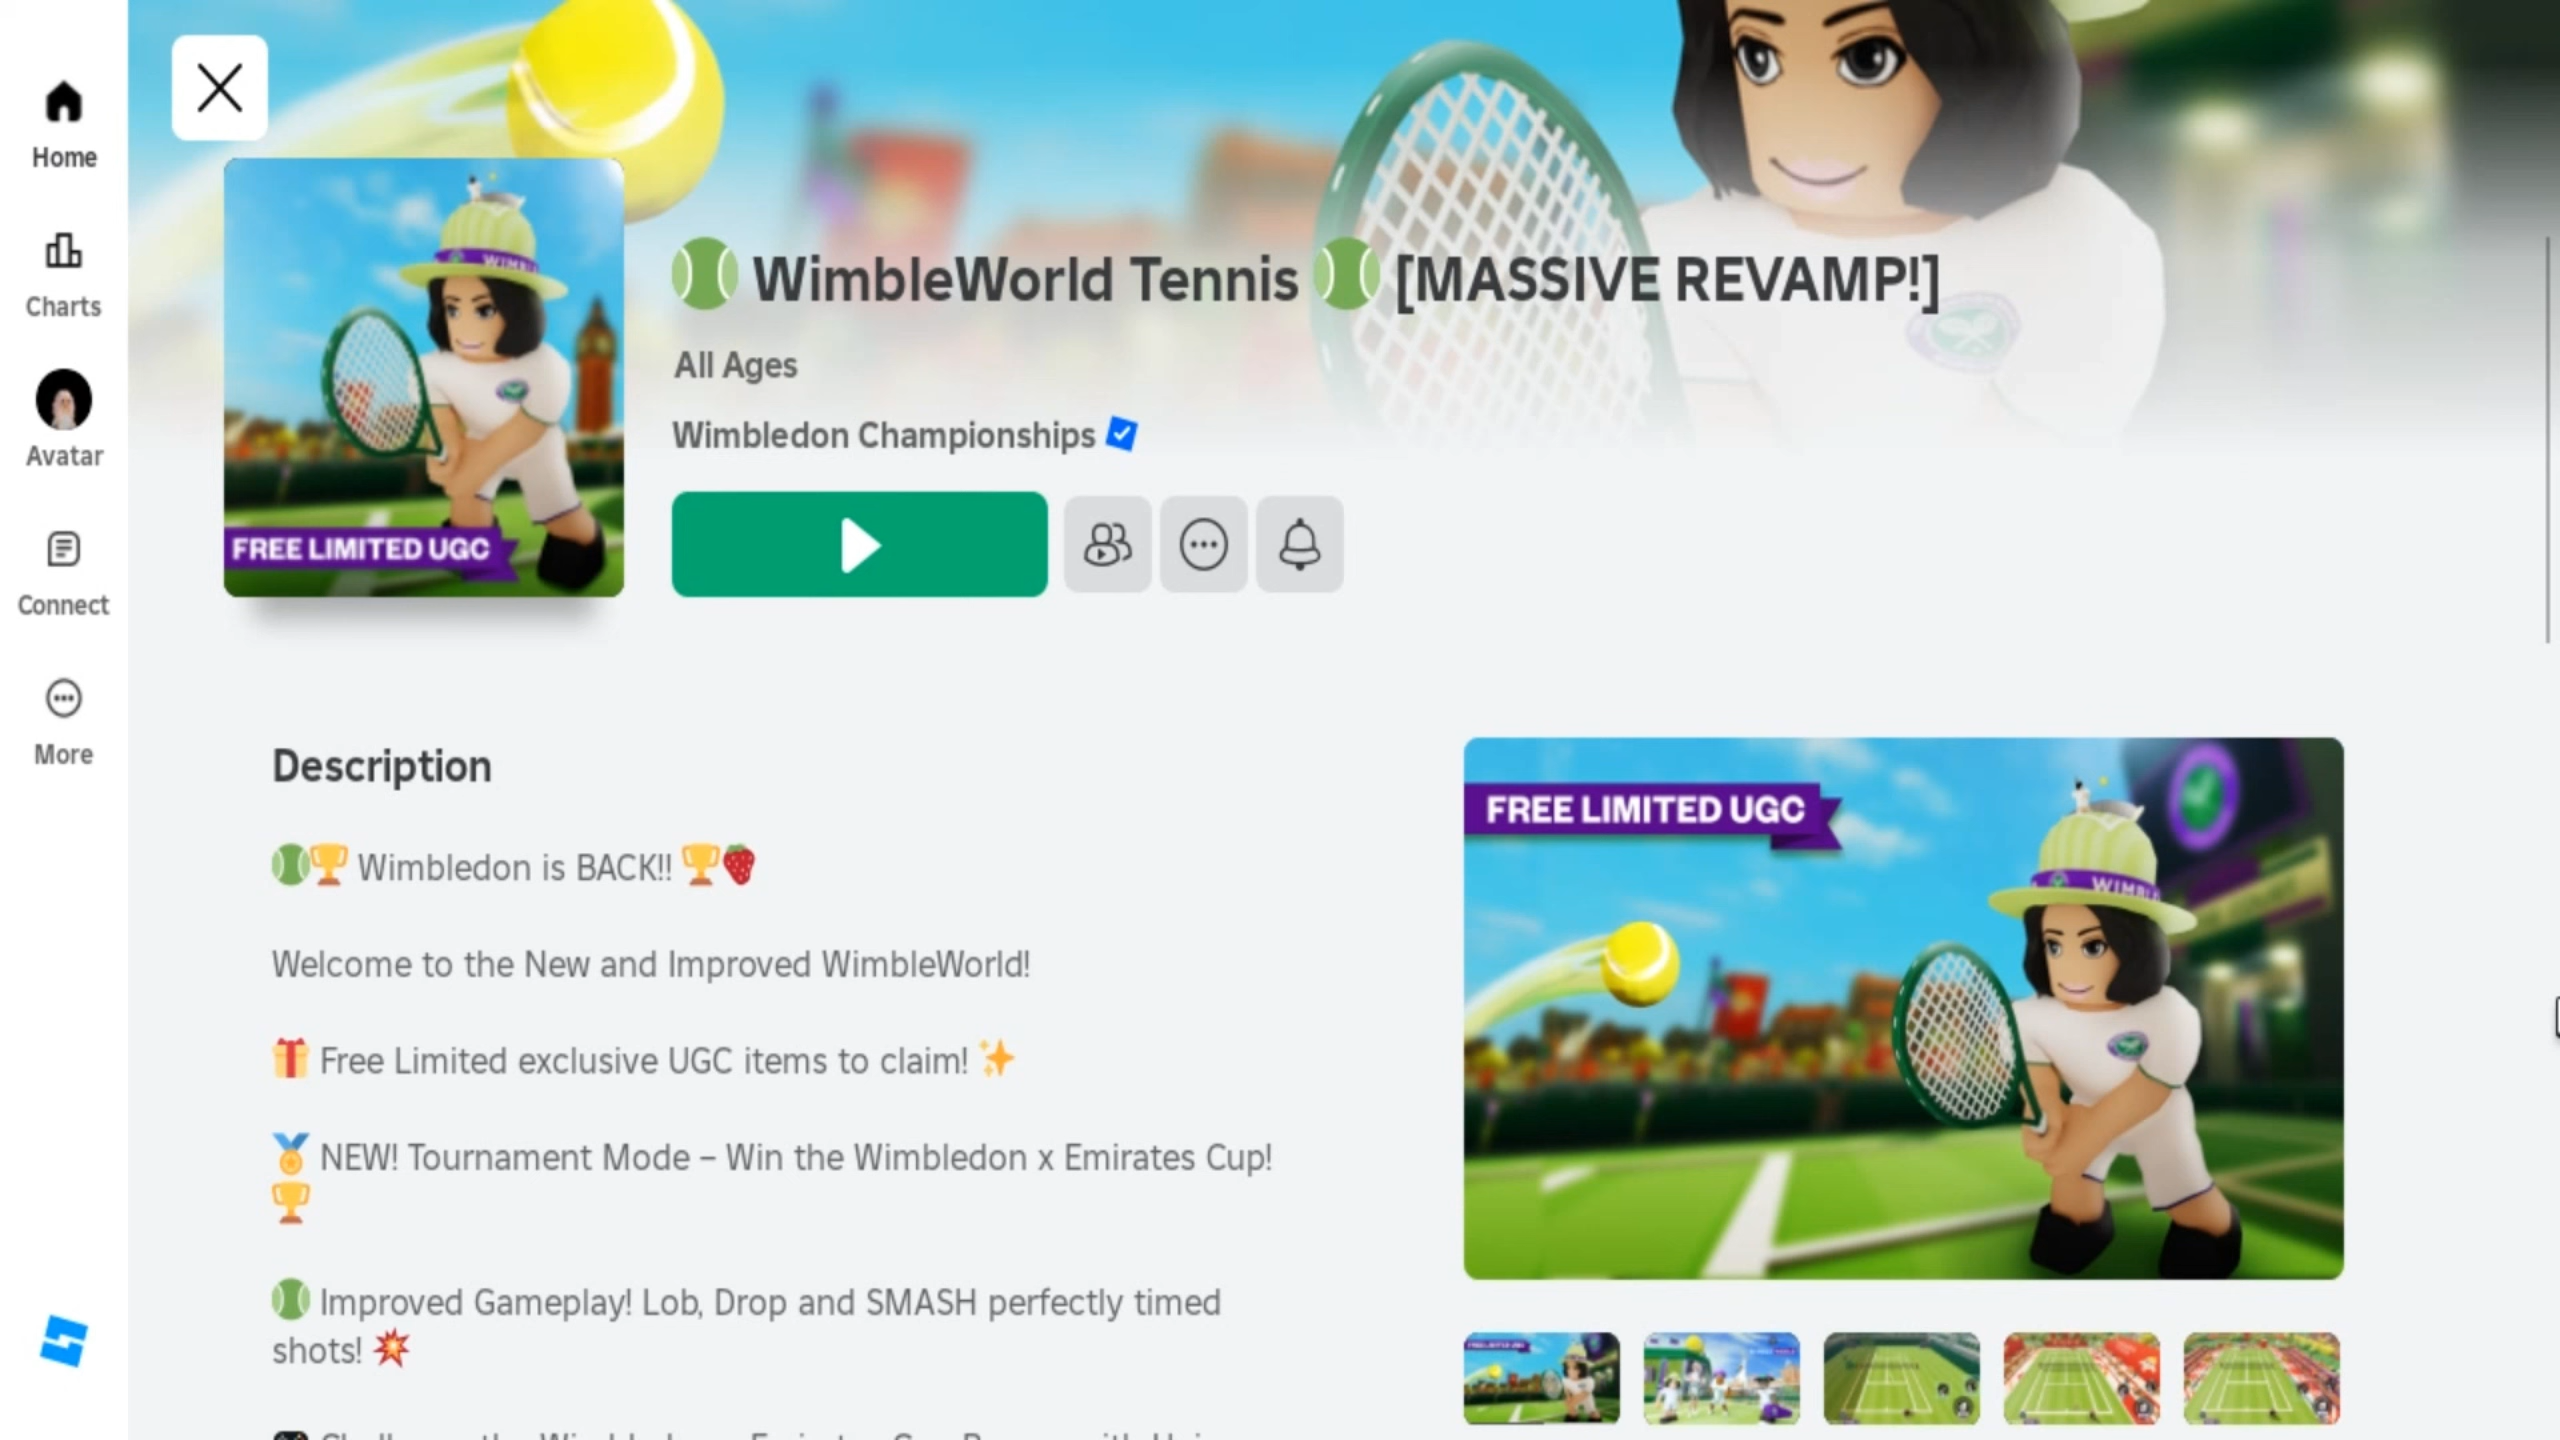 Home
Charts
Avatar
Connect
More
WIMBL
FREE LIMITED UGC
🎾 WimbleWorld Tennis 🎾 [MASSIVE REVAMP!]
All Ages
Wimbledon Championships
Description
🎾🏆 Wimbledon is BACK!! 🏆🍓
Welcome to the New and Improved WimbleWorld!
🎁 Free Limited exclusive UGC items to claim! ✨
🏅 NEW! Tournament Mode – Win the Wimbledon x Emirates Cup!
🏆
🎾 Improved Gameplay! Lob, Drop and SMASH perfectly timed
shots! 💥
FREE LIMITED UGC
WIMBL